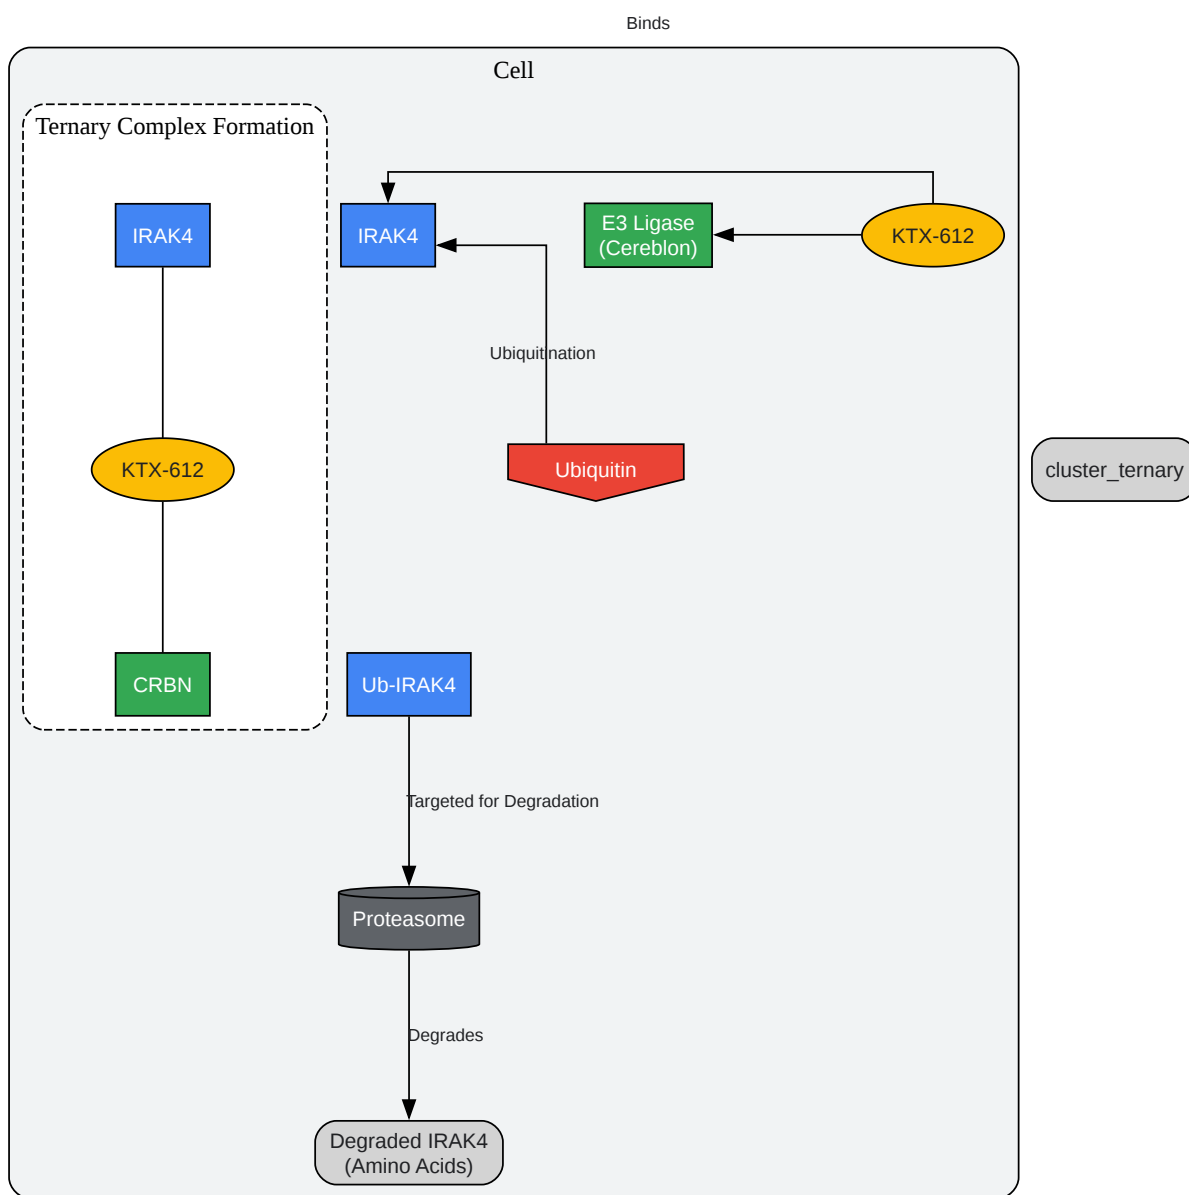 Binds
Cell
Ternary Complex Formation
IRAK4
IRAK4
E3 Ligase
(Cereblon)
KTX-612
Ubiquitination
KTX-612
Ubiquitin
cluster_ternary
CRBN
Ub-IRAK4
Targeted for Degradation
Proteasome
Degrades
Degraded IRAK4
(Amino Acids)